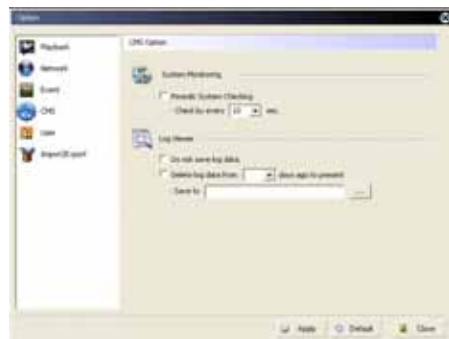 Option
Playback
Network
Event
CMS
User
Import/Export
CMS Option
System Monitoring
Periodic System Checking
Check by every 10 sec.
Log Viewer
Do not save log data.
Delete log data from days ago to present
Save to
...
Apply
Default
Close